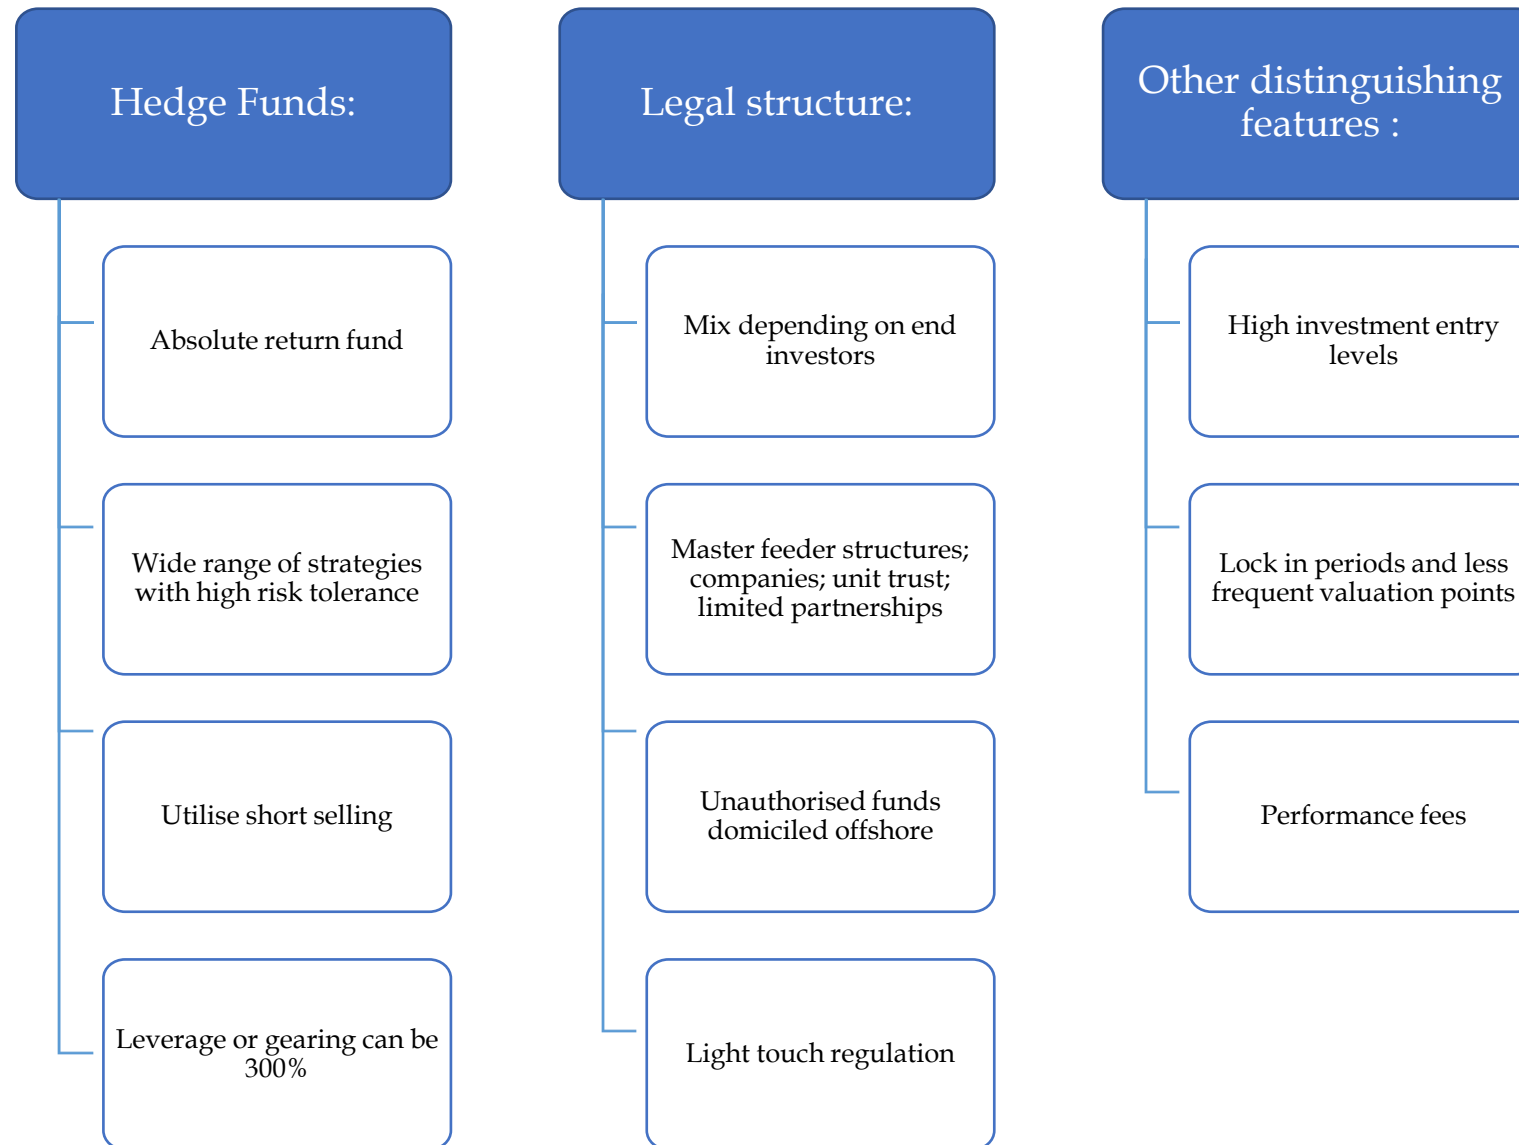 Hedge Funds:
Absolute return fund
Wide range of strategies
with high risk tolerance
Utilise short selling
Leverage or gearing can be
300%
Legal structure:
Mix depending on end
investors
Master feeder structures;
companies; unit trust;
limited partnerships
Unauthorised funds
domiciled offshore
Light touch regulation
Other distinguishing
features :
High investment entry
levels
Lock in periods and less
frequent valuation points
Performance fees